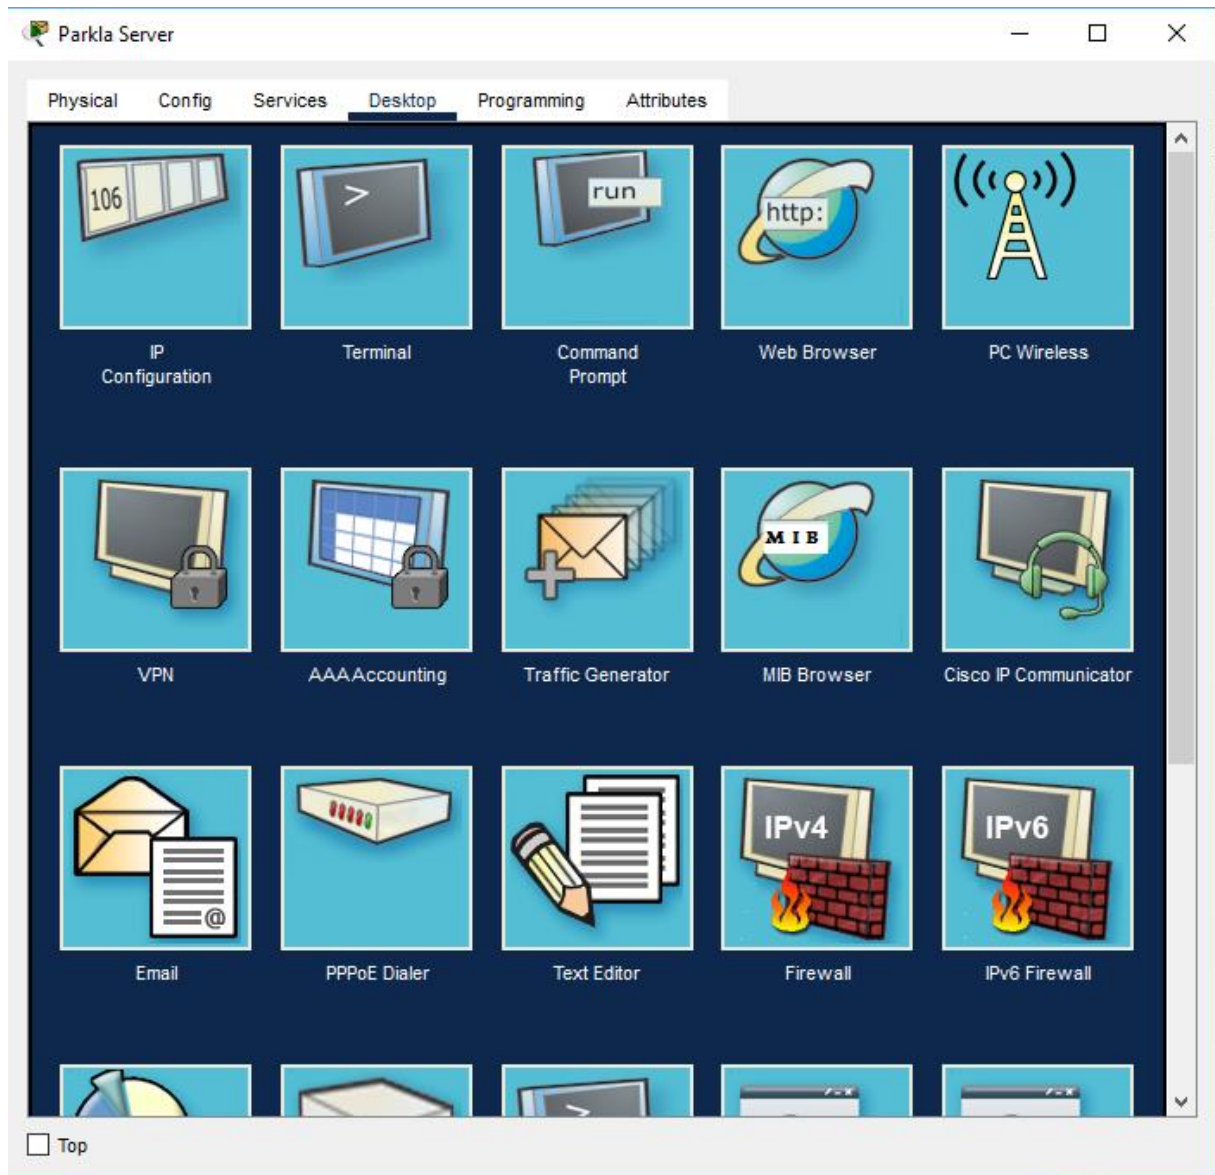 Parkla Server
Physical Config Services Desktop Programming Attributes
106
>
run
http:
IP
Configuration
Terminal
Command
Prompt
Web Browser
PC Wireless
MIB
VPN
AAA Accounting
Traffic Generator
MIB Browser
Cisco IP Communicator
@
IPv4
IPv6
Email
PPPoE Dialer
Text Editor
Firewall
IPv6 Firewall
>
Top